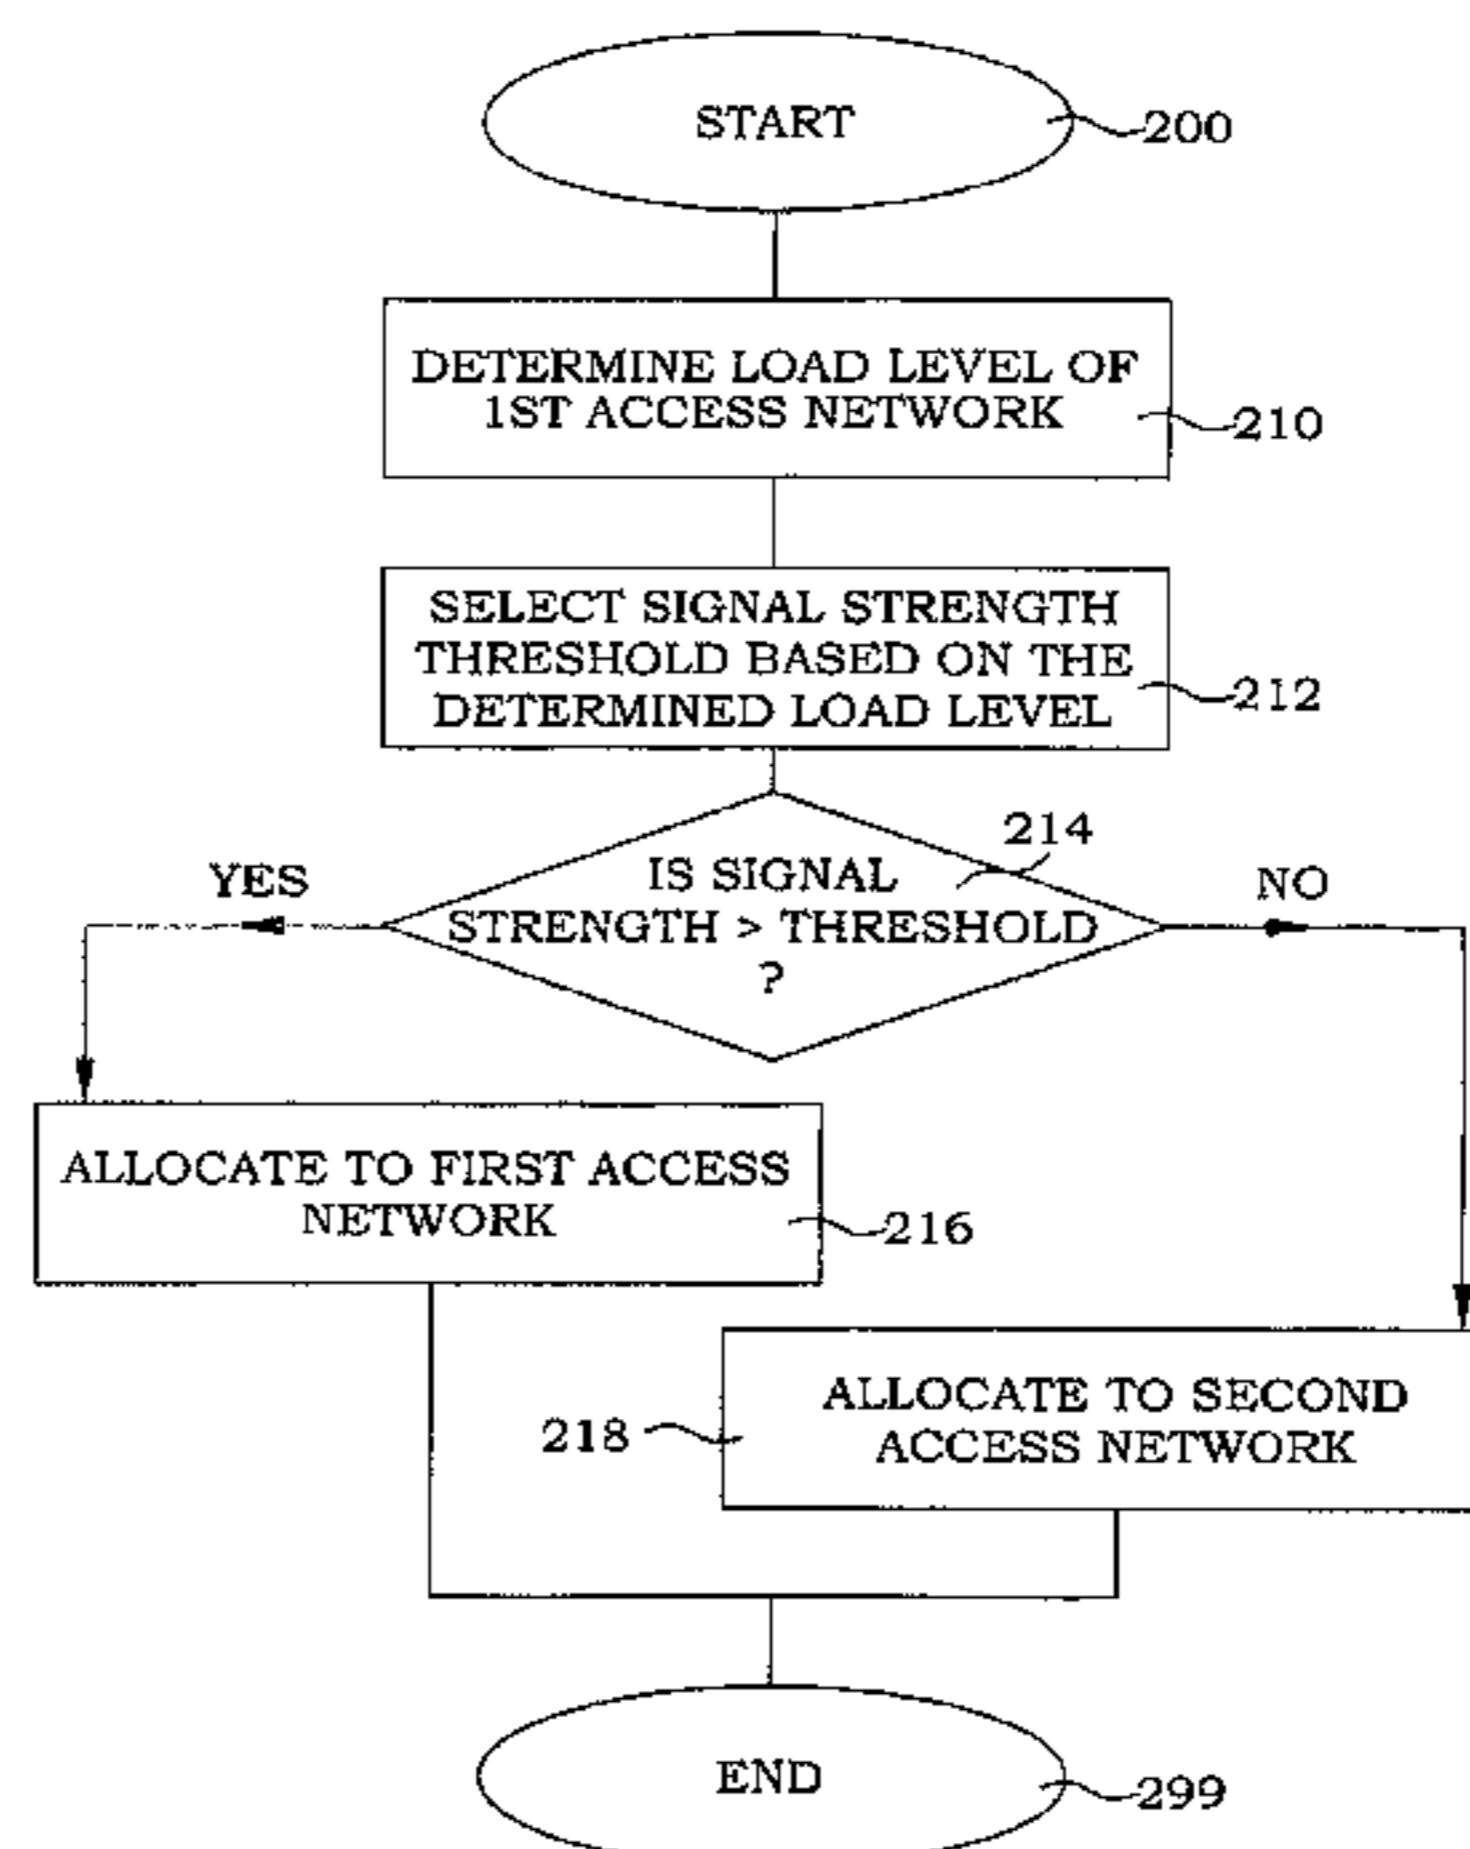 START
200
DETERMINE LOAD LEVEL OF
1ST ACCESS NETWORK
210
SELECT SIGNAL STRENGTH
THRESHOLD BASED ON THE
DETERMINED LOAD LEVEL
212
214
YES
IS SIGNAL
STRENGTH > THRESHOLD
?
NO
ALLOCATE TO FIRST ACCESS
NETWORK
216
ALLOCATE TO SECOND
ACCESS NETWORK
218
END
299